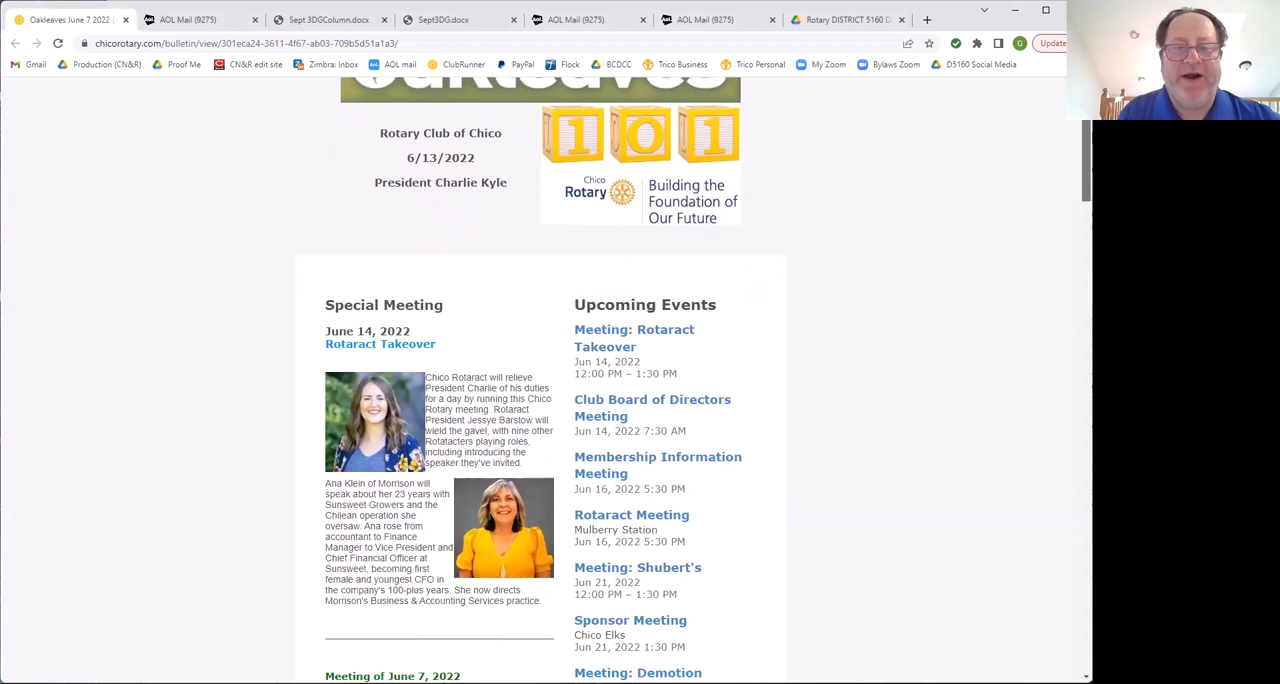 Oakleaves June 7 2022
AOL Mail (9275)
Sept 3DGColumn.docx
Sept3DG.docx
AOL Mail (9275)
AOL Mail (9275)
Rotary DISTRICT 5160 D
chicorotary.com/bulletin/view/301eca24-3611-4f67-ab03-709b5d51a1a3/
G
Update
Gmail
Production (CN&R)
Proof Me
CN&R edit site
Zimbra: Inbox
AOL mail
ClubRunner
PayPal
Flock
BCDCC
Trico Business
Trico Personal
My Zoom
Bylaws Zoom
D5160 Social Media
Oakleaves
Rotary Club of Chico
6/13/2022
President Charlie Kyle
101
Chico
Rotary
Building the
Foundation of
Our Future
Special Meeting
June 14, 2022
Rotaract Takeover
Chico Rotaract will relieve
President Charlie of his duties
for a day by running this Chico
Rotary meeting. Rotaract
President Jessye Barstow will
wield the gavel, with nine other
Rotatacters playing roles,
including introducing the
speaker they've invited.
Ana Klein of Morrison will
speak about her 23 years with
Sunsweet Growers and the
Chilean operation she
oversaw. Ana rose from
accountant to Finance
Manager to Vice President and
Chief Financial Officer at
Sunsweet, becoming first
female and youngest CFO in
the company's 100-plus years. She now directs
Morrison's Business & Accounting Services practice.
Meeting of June 7, 2022
Upcoming Events
Meeting: Rotaract
Takeover
Jun 14, 2022
12:00 PM – 1:30 PM
Club Board of Directors
Meeting
Jun 14, 2022 7:30 AM
Membership Information
Meeting
Jun 16, 2022 5:30 PM
Rotaract Meeting
Mulberry Station
Jun 16, 2022 5:30 PM
Meeting: Shubert's
Jun 21, 2022
12:00 PM – 1:30 PM
Sponsor Meeting
Chico Elks
Jun 21, 2022 1:30 PM
Meeting: Demotion